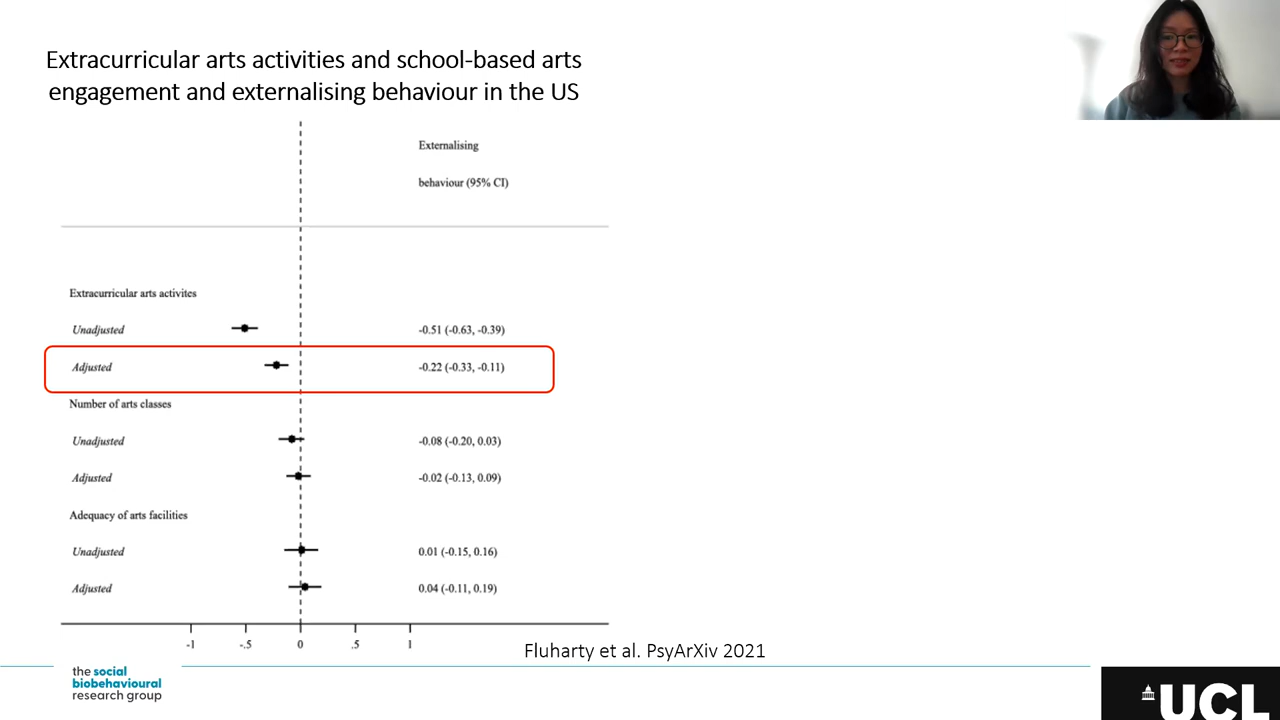 Extracurricular arts activities and school-based arts
engagement and externalising behaviour in the US
Externalising
behaviour (95% CI)
Extracurricular arts activites
Unadjusted -0.51 (-0.63, -0.39)
Adjusted -0.22 (-0.33, -0.11)
Number of arts classes
Unadjusted -0.08 (-0.20, 0.03)
Adjusted -0.02 (-0.13, 0.09)
Adequacy of arts facilities
Unadjusted 0.01 (-0.15, 0.16)
Adjusted 0.04 (-0.11, 0.19)
-1 -.5 0 .5 1
Fluharty et al. PsyArXiv 2021
the social
biobehavioural
research group
UCL